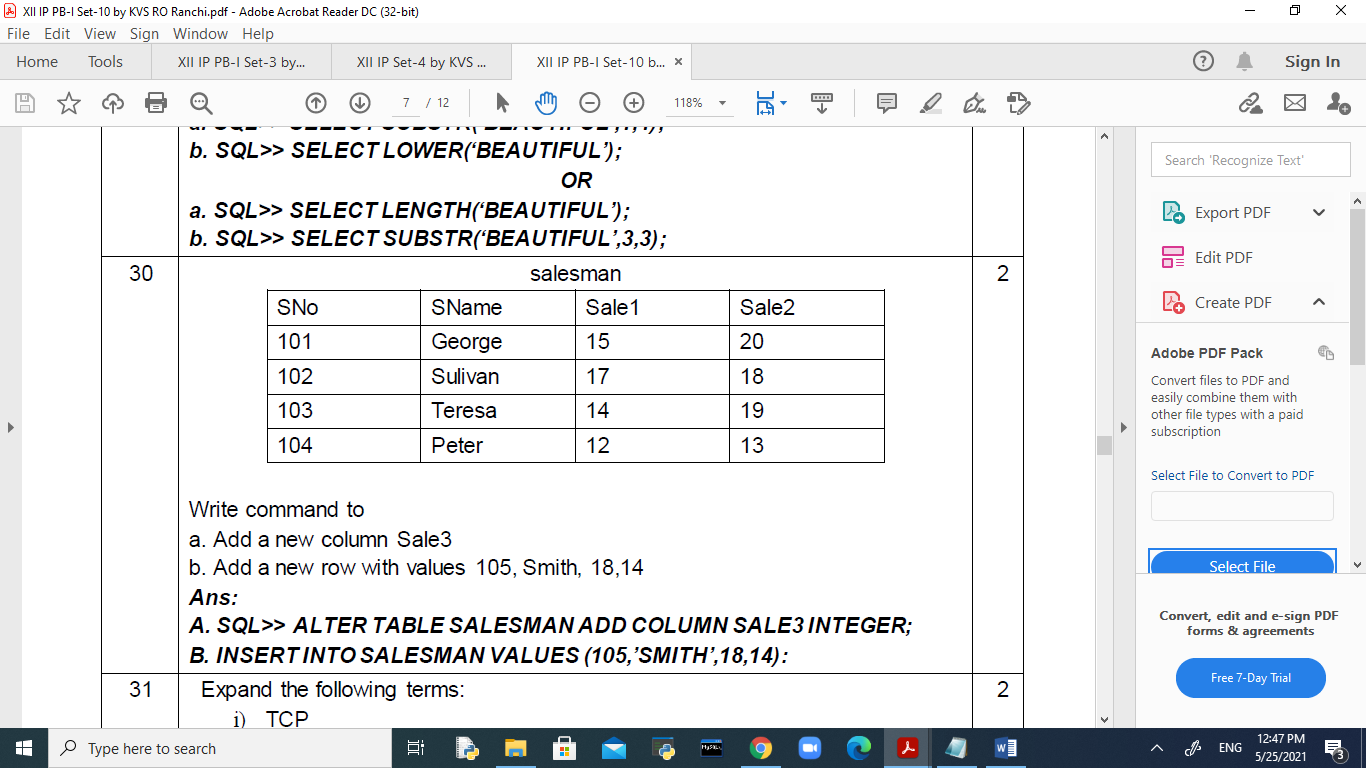 XII IP PB-I Set-10 by KVS RO Ranchi.pdf - Adobe Acrobat Reader DC (32-bit)
File Edit View Sign Window Help
Home Tools XII IP PB-I Set-3 by... XII IP Set-4 by KVS ... XII IP PB-I Set-10 b... ×
Sign In
7 / 12 118%
a. SQL>> SELECT SUBSTR('BEAUTIFUL',1,4);
b. SQL>> SELECT LOWER(‘BEAUTIFUL’);
OR
a. SQL>> SELECT LENGTH(‘BEAUTIFUL’);
b. SQL>> SELECT SUBSTR(‘BEAUTIFUL’,3,3);
30 salesman 2
SNo SName Sale1 Sale2
101 George 15 20
102 Sulivan 17 18
103 Teresa 14 19
104 Peter 12 13
Write command to
a. Add a new column Sale3
b. Add a new row with values 105, Smith, 18,14
Ans:
A. SQL>> ALTER TABLE SALESMAN ADD COLUMN SALE3 INTEGER;
B. INSERT INTO SALESMAN VALUES (105,’SMITH’,18,14):
31 Expand the following terms: 2
i) TCP
Search 'Recognize Text'
Export PDF
Edit PDF
Create PDF
Adobe PDF Pack
Convert files to PDF and
easily combine them with
other file types with a paid
subscription
Select File to Convert to PDF
Select File
Convert, edit and e-sign PDF
forms & agreements
Free 7-Day Trial
Type here to search
MySQL
ENG
12:47 PM
5/25/2021
3